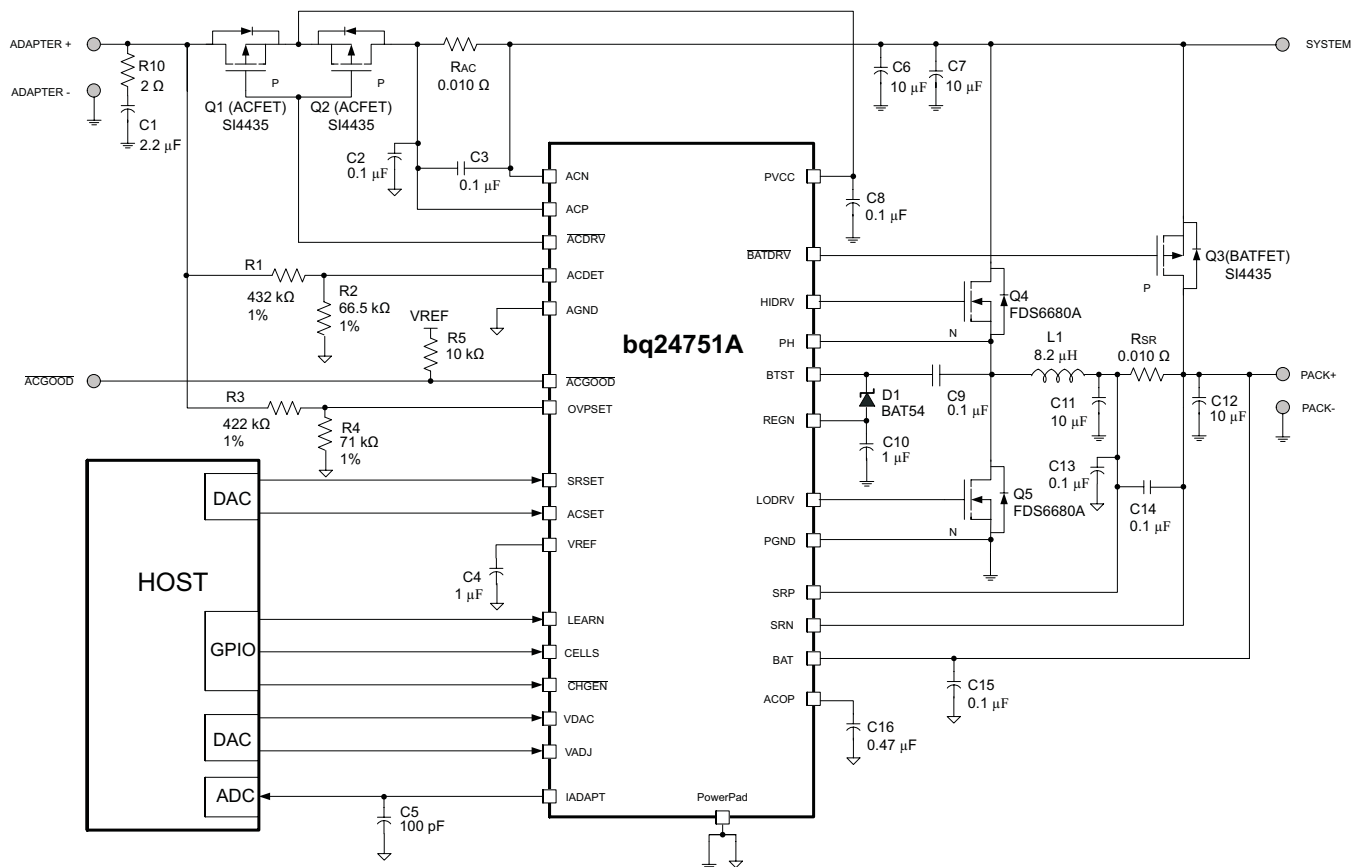 ADAPTER +
R10
2 Ω
ADAPTER -
C1
2.2 µF
P
Q1 (ACFET)
SI4435
P
Q2 (ACFET)
SI4435
RAC
0.010 Ω
C6
10 µF
C7
10 µF
SYSTEM
C2
0.1 µF
C3
0.1 µF
ACN
ACP
ACDRV
ACDET
AGND
ACGOOD
OVPSET
SRSET
ACSET
VREF
LEARN
CELLS
CHGEN
VDAC
VADJ
IADAPT
bq24751A
PowerPad
PVCC
BATDRV
HIDRV
PH
BTST
REGN
LODRV
PGND
SRP
SRN
BAT
ACOP
C8
0.1 µF
R1
432 kΩ
1%
R2
66.5 kΩ
1%
VREF
R5
10 kΩ
ACGOOD
R3
422 kΩ
1%
R4
71 kΩ
1%
HOST
DAC
GPIO
DAC
ADC
C4
1 µF
C5
100 pF
Q3(BATFET)
SI4435
P
Q4
FDS6680A
N
L1
8.2 µH
RSR
0.010 Ω
D1
BAT54
C9
0.1 µF
C10
1 µF
C11
10 µF
C12
10 µF
PACK+
PACK-
C13
0.1 µF
C14
0.1 µF
Q5
FDS6680A
N
C15
0.1 µF
C16
0.47 µF